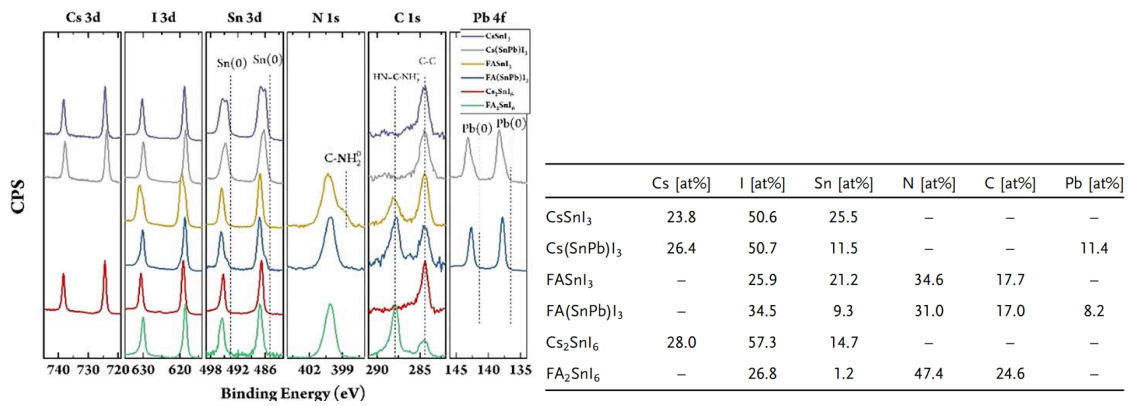 Cs 3d I 3d Sn 3d N 1s C 1s Pb 4f
CsSnI3
Cs(SnPb)I3
FASnI3
FA(SnPb)I3
Cs2SnI6
FA2SnI6
Sn(0) Sn(0)
C-C
HN=C-NH2+
Pb(0) Pb(0)
C-NH2 0
CPS
740 730 720 630 620 498 492 486 402 399 290 285 145 140 135
Binding Energy (eV)
Cs [at%] I [at%] Sn [at%] N [at%] C [at%] Pb [at%]
CsSnI3 23.8 50.6 25.5 – – –
Cs(SnPb)I3 26.4 50.7 11.5 – – 11.4
FASnI3 – 25.9 21.2 34.6 17.7
FA(SnPb)I3 – 34.5 9.3 31.0 17.0 8.2
Cs2SnI6 28.0 57.3 14.7 – – –
FA2SnI6 – 26.8 1.2 47.4 24.6 –